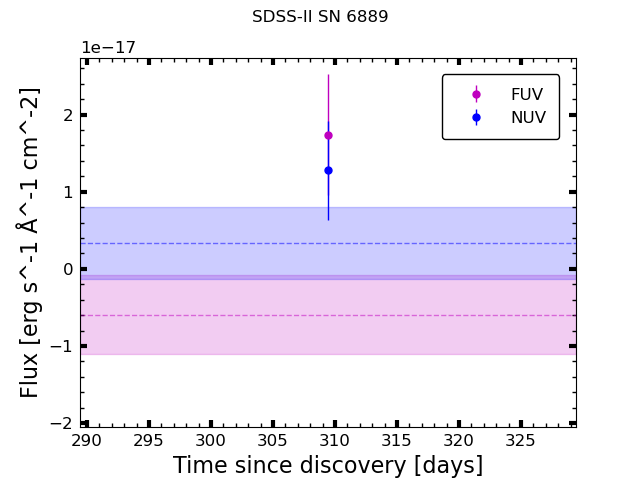 SDSS-II SN 6889
1e−17
FUV
NUV
2
1
0
−1
−2
Flux [erg s^-1 Å^-1 cm^-2]
290 295 300 305 310 315 320 325
Time since discovery [days]